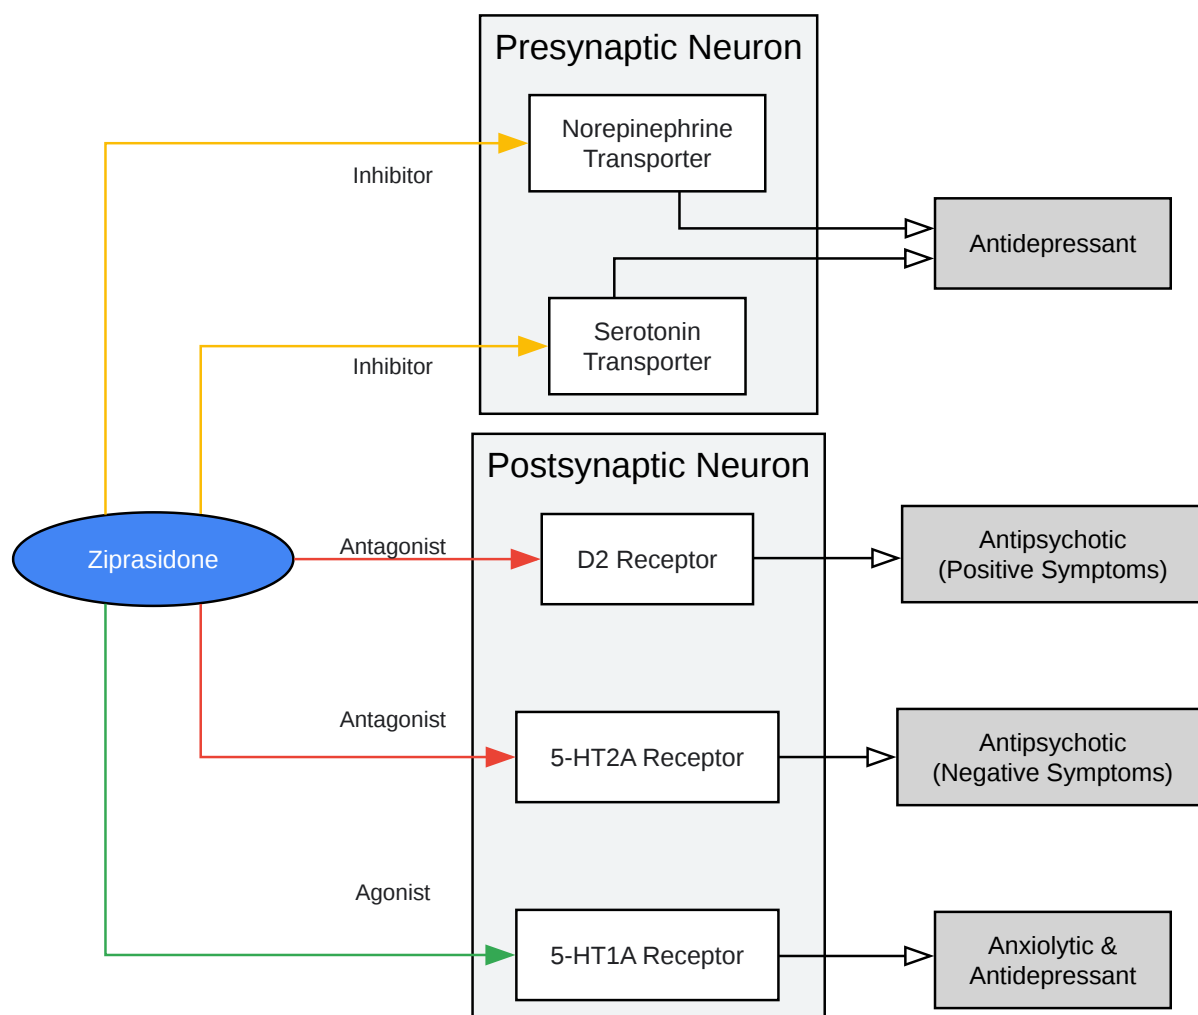 Presynaptic Neuron
Norepinephrine
Transporter
Inhibitor
Antidepressant
Serotonin
Transporter
Inhibitor
Postsynaptic Neuron
Ziprasidone
Antagonist
D2 Receptor
Antipsychotic
(Positive Symptoms)
Antagonist
5-HT2A Receptor
Antipsychotic
(Negative Symptoms)
Agonist
5-HT1A Receptor
Anxiolytic &
Antidepressant